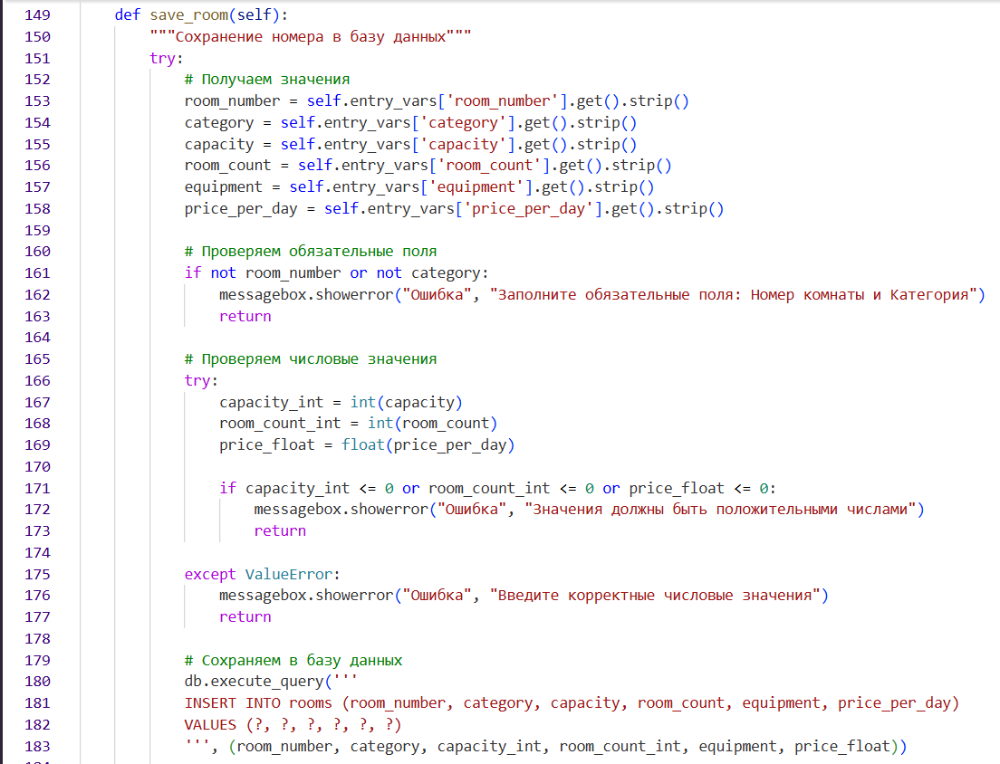 149 def save_room(self):
150 """Сохранение номера в базу данных"""
151 try:
152 # Получаем значения
153 room_number = self.entry_vars['room_number'].get().strip()
154 category = self.entry_vars['category'].get().strip()
155 capacity = self.entry_vars['capacity'].get().strip()
156 room_count = self.entry_vars['room_count'].get().strip()
157 equipment = self.entry_vars['equipment'].get().strip()
158 price_per_day = self.entry_vars['price_per_day'].get().strip()
159
160 # Проверяем обязательные поля
161 if not room_number or not category:
162 messagebox.showerror("Ошибка", "Заполните обязательные поля: Номер комнаты и Категория")
163 return
164
165 # Проверяем числовые значения
166 try:
167 capacity_int = int(capacity)
168 room_count_int = int(room_count)
169 price_float = float(price_per_day)
170
171 if capacity_int <= 0 or room_count_int <= 0 or price_float <= 0:
172 messagebox.showerror("Ошибка", "Значения должны быть положительными числами")
173 return
174
175 except ValueError:
176 messagebox.showerror("Ошибка", "Введите корректные числовые значения")
177 return
178
179 # Сохраняем в базу данных
180 db.execute_query('''
181 INSERT INTO rooms (room_number, category, capacity, room_count, equipment, price_per_day)
182 VALUES (?, ?, ?, ?, ?, ?)
183 ''', (room_number, category, capacity_int, room_count_int, equipment, price_float))